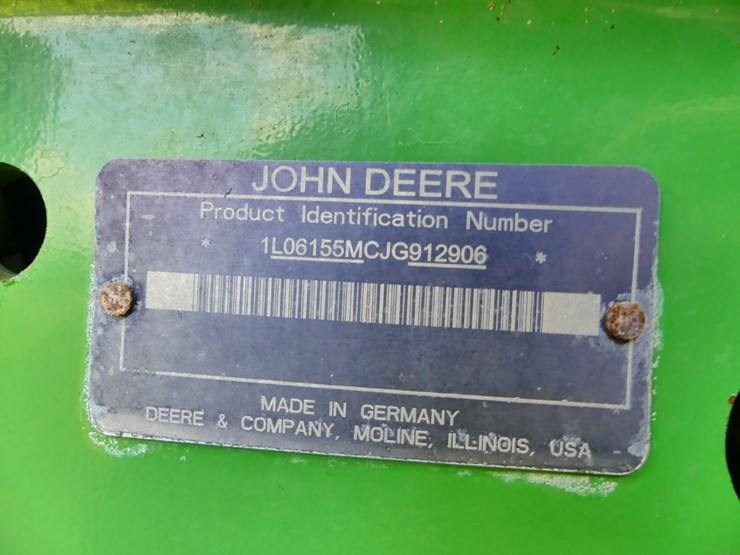 JOHN DEERE
Product Identification Number
* 1L06155MCJG912906 *
MADE IN GERMANY
DEERE & COMPANY, MOLINE, ILLINOIS, USA